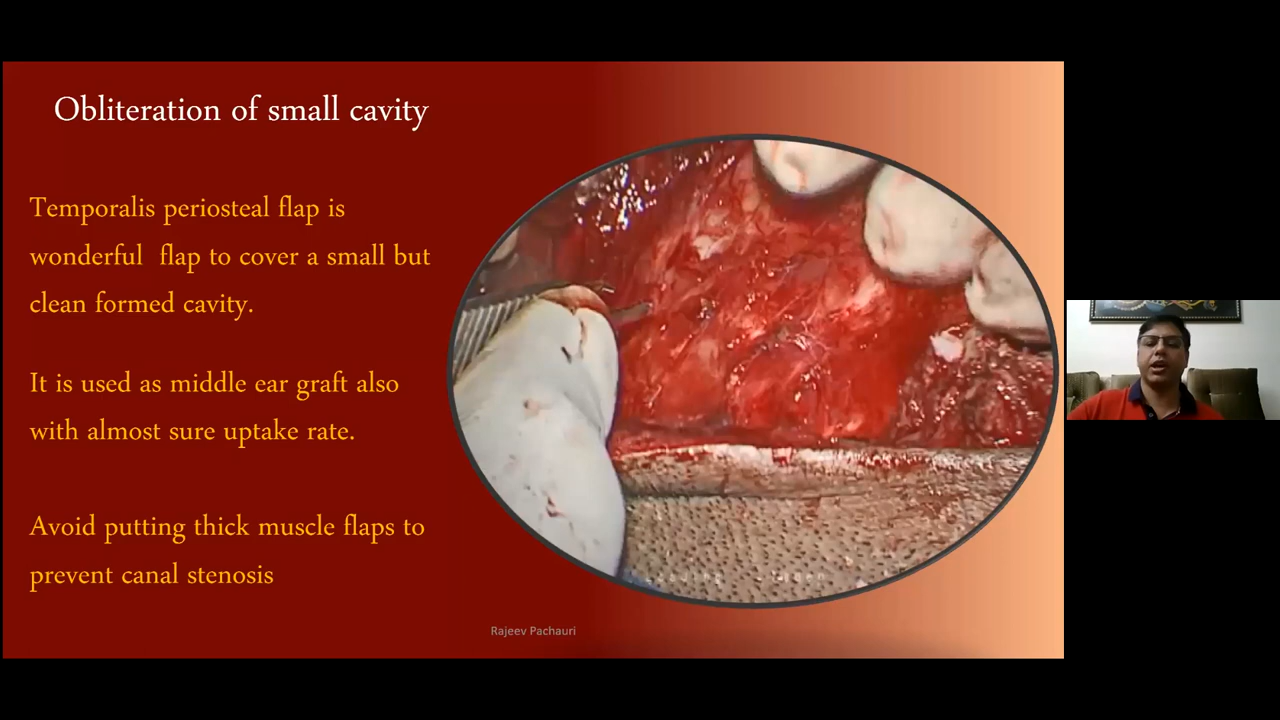 Obliteration of small cavity
Temporalis periosteal flap is
wonderful flap to cover a small but
clean formed cavity.
It is used as middle ear graft also
with almost sure uptake rate.
Avoid putting thick muscle flaps to
prevent canal stenosis
Rajeev Pachauri